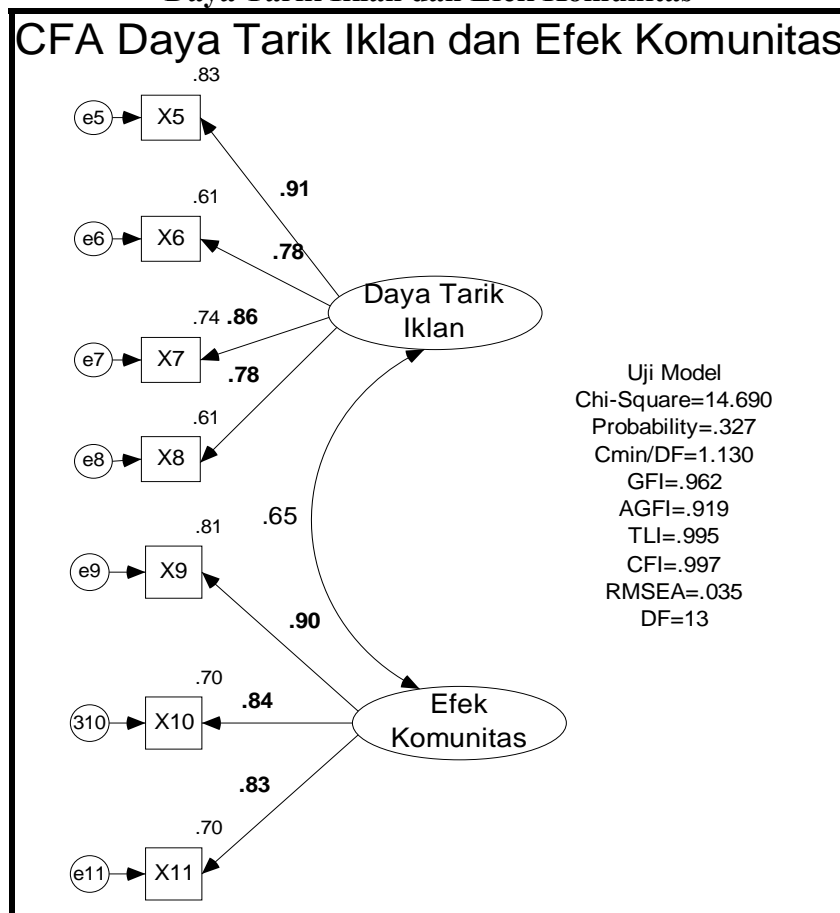 CFA Daya Tarik Iklan dan Efek Komunitas
.83
e5
X5
.91
.61
e6
X6
.78
Daya Tarik
Iklan
.74
.86
e7
X7
.78
.61
e8
X8
Uji Model
Chi-Square=14.690
Probability=.327
Cmin/DF=1.130
GFI=.962
AGFI=.919
TLI=.995
CFI=.997
RMSEA=.035
DF=13
.65
.81
e9
X9
.90
.70
310
X10
.84
Efek
Komunitas
.83
.70
e11
X11